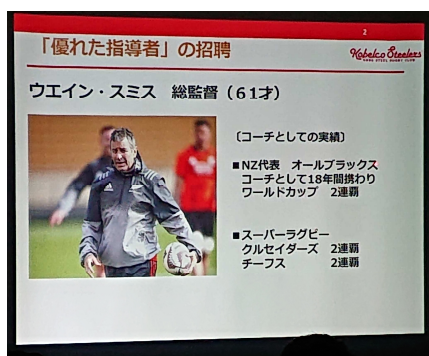 2
「優れた指導者」の招聘
Kobelco Steelers
KOBE STEEL RUGBY CLUB
ウエイン・スミス 総監督(61才)
〔コーチとしての実績〕
■NZ代表 オールブラックス
コーチとして18年間携わり
ワールドカップ 2連覇
■スーパーラグビー
クルセイダーズ 2連覇
チーフス 2連覇